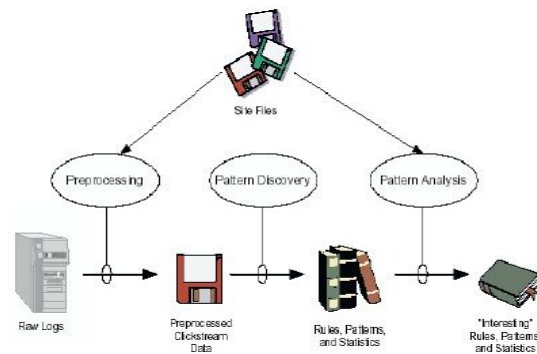 Site Files
Preprocessing
Pattern Discovery
Pattern Analysis
Raw Logs
Preprocessed
Clickstream
Data
Rules, Patterns,
and Statistics
"Interesting"
Rules, Patterns,
and Statistics